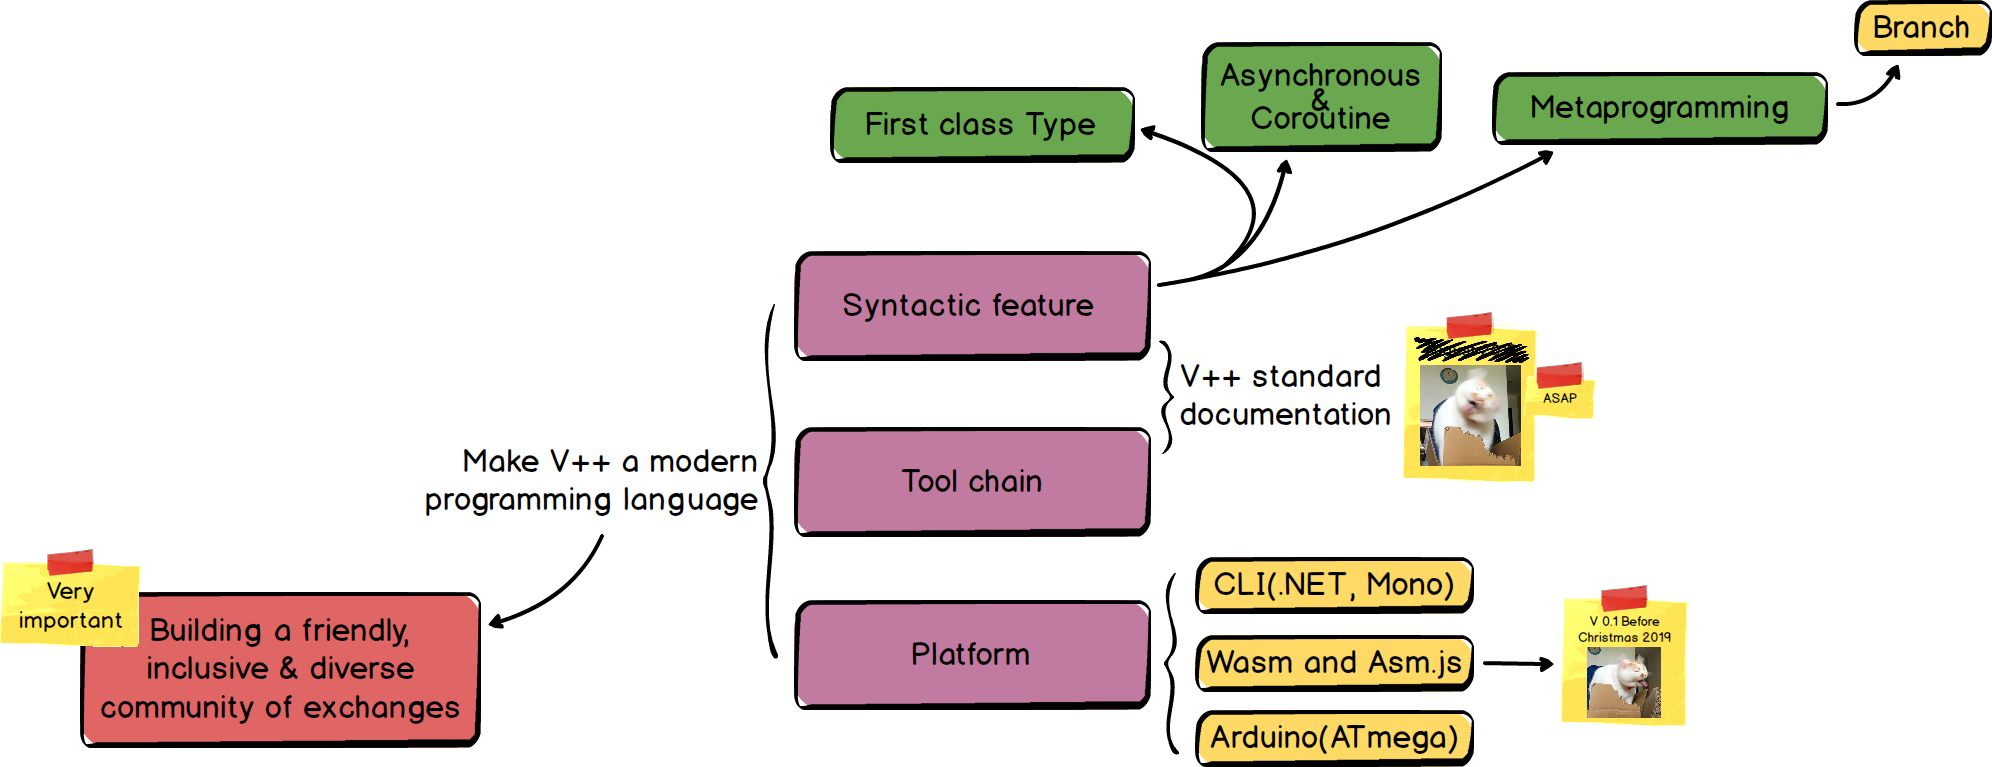 Branch
Asynchronous
&
Coroutine
First class Type
Metaprogramming
Syntactic feature
V++ standard
documentation
ASAP
Make V++ a modern
programming language
Tool chain
Very
important
Building a friendly,
inclusive & diverse
community of exchanges
Platform
CLI(.NET, Mono)
Wasm and Asm.js
Arduino(ATmega)
V 0.1 Before
Christmas 2019